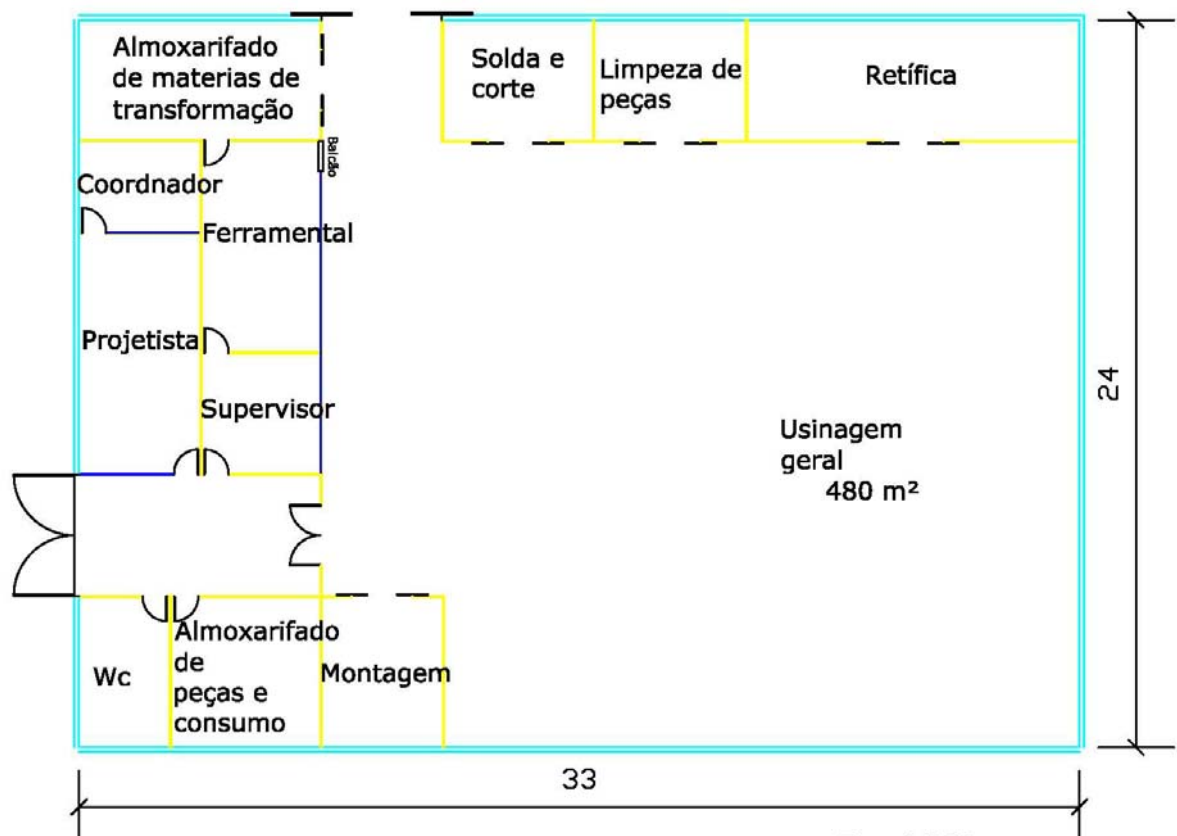 Almoxarifado
de materias de
transformação
Solda e
corte
Limpeza de
peças
Retífica
Balcão
Coordnador
Ferramental
Projetista
Supervisor
Usinagem
geral
480 m²
24
Wc
Almoxarifado
de
peças e
consumo
Montagem
33